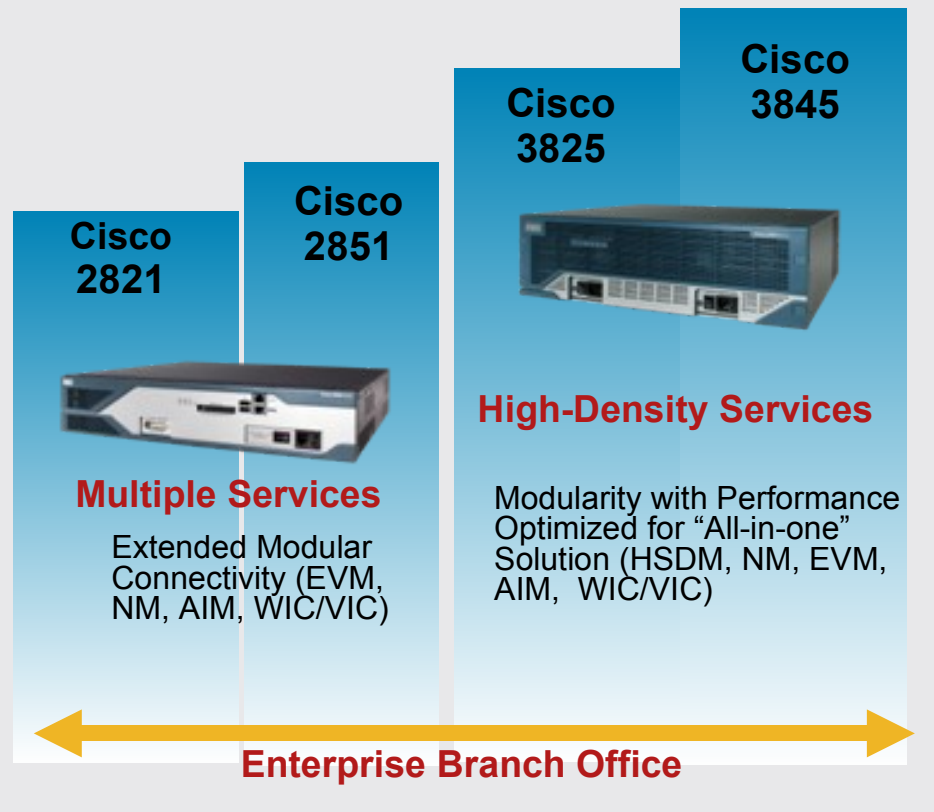 Cisco
2821
Cisco
2851
Cisco
3825
Cisco
3845
Multiple Services
Extended Modular
Connectivity (EVM,
NM, AIM, WIC/VIC)
High-Density Services
Modularity with Performance
Optimized for “All-in-one”
Solution (HSDM, NM, EVM,
AIM,  WIC/VIC)
Enterprise Branch Office